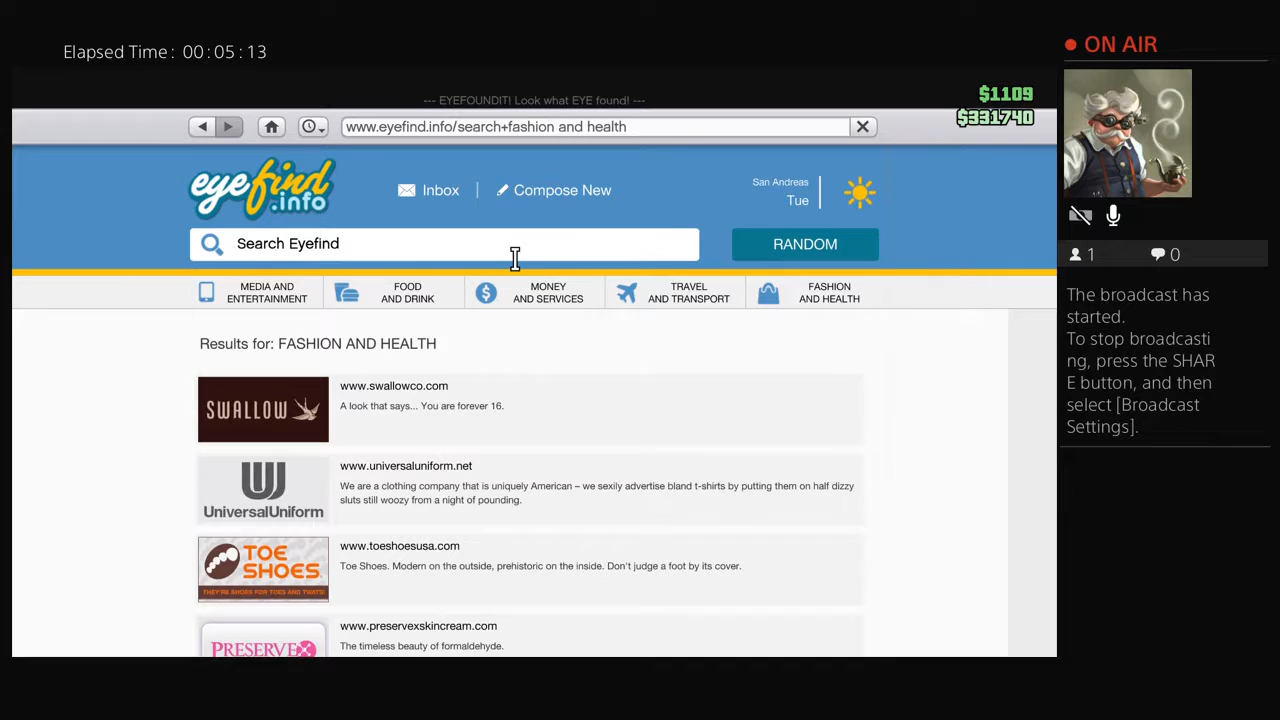 Elapsed Time: 00:05:13
ON AIR
--- EYEFOUNDIT! Look what EYE found! ---
$1109
$331740
www.eyefind.info/search+fashion and health
eyefind
.info
Inbox
Compose New
San Andreas
Tue
Search Eyefind
RANDOM
MEDIA AND
ENTERTAINMENT
FOOD
AND DRINK
MONEY
AND SERVICES
TRAVEL
AND TRANSPORT
FASHION
AND HEALTH
Results for: FASHION AND HEALTH
SWALLOW
www.swallowco.com
A look that says... You are forever 16.
UniversalUniform
www.universaluniform.net
We are a clothing company that is uniquely American – we sexily advertise bland t-shirts by putting them on half dizzy
sluts still woozy from a night of pounding.
TOE
SHOES
THEY'RE SHOES FOR TOES AND TWATS!
www.toeshoesusa.com
Toe Shoes. Modern on the outside, prehistoric on the inside. Don't judge a foot by its cover.
PRESERVEX
www.preservexskincream.com
The timeless beauty of formaldehyde.
1
0
The broadcast has
started.
To stop broadcasti
ng, press the SHAR
E button, and then
select [Broadcast
Settings].